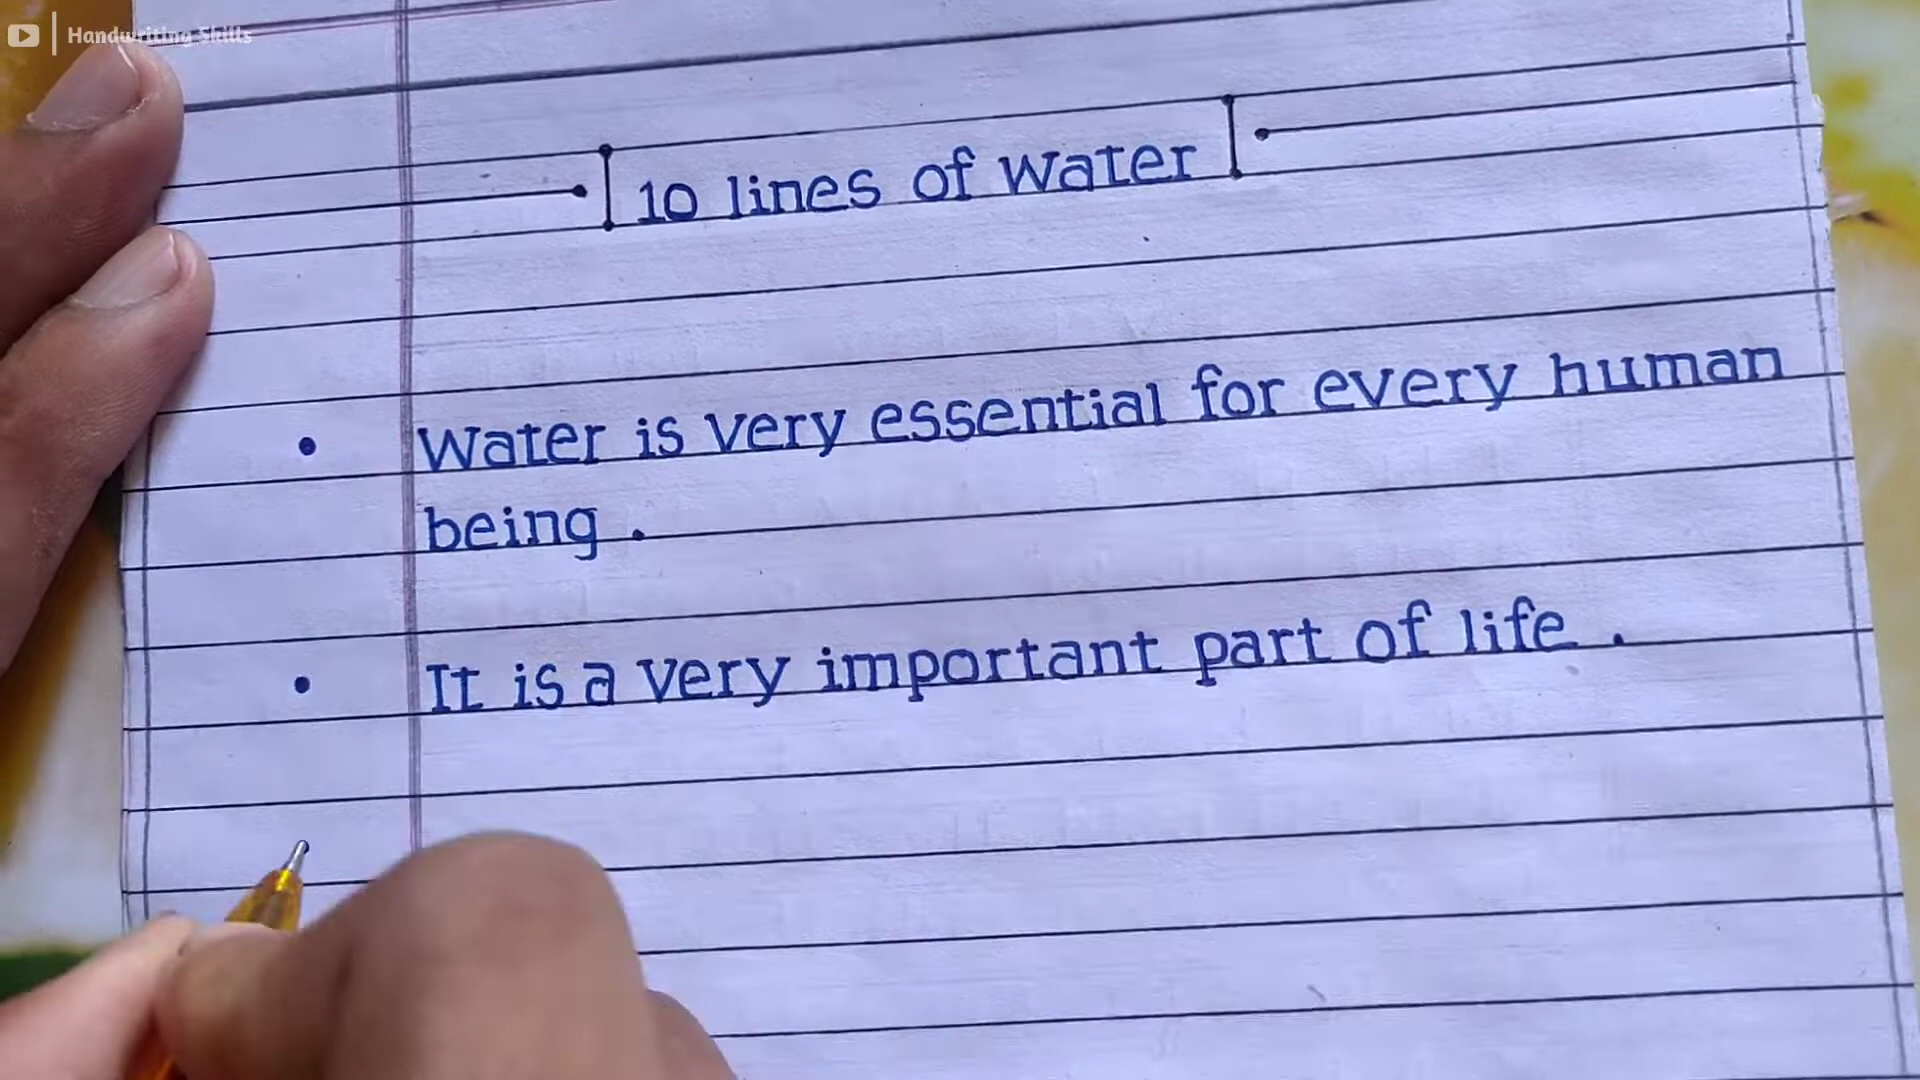 Handwriting Skills
10 lines of Water
• Water is very essential for every human
being .
• It is a very important part of life .